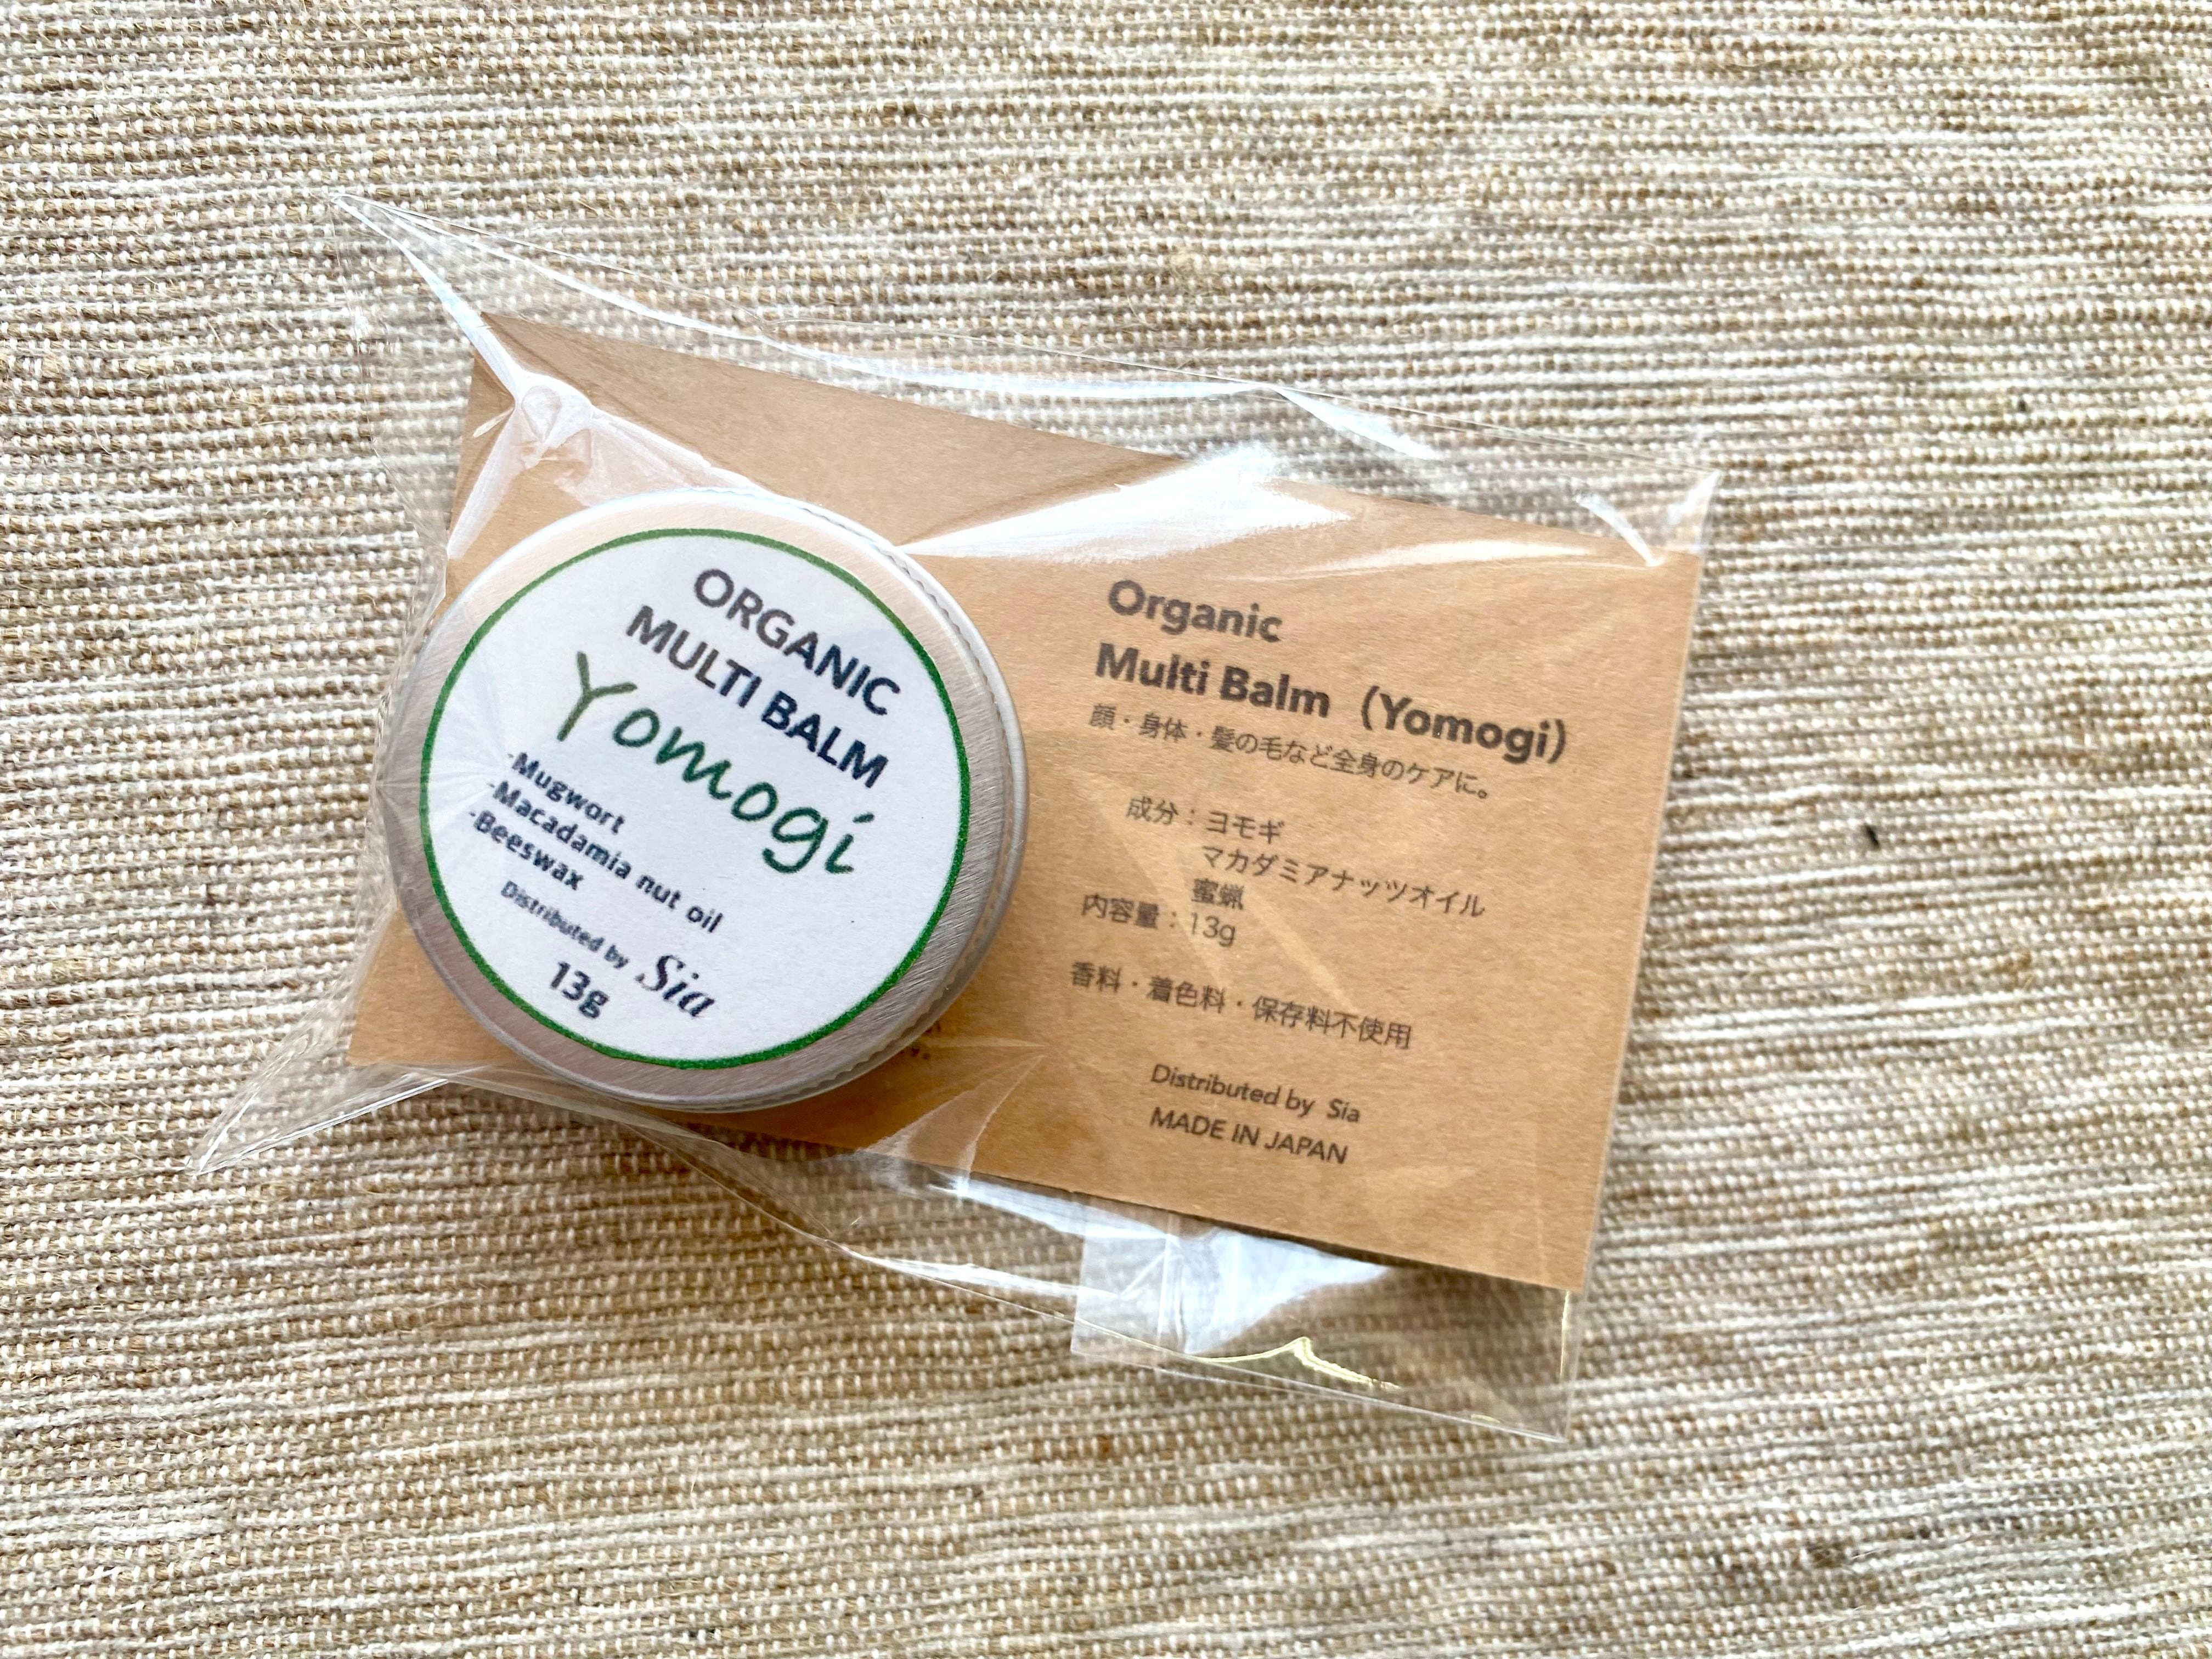 ORGANIC
MULTI BALM
Yomogi
-Mugwort
-Macadamia nut oil
-Beeswax
Distributed by Sia
13g
Organic
Multi Balm（Yomogi）
顔・身体・髪の毛など全身のケアに。
成分：ヨモギ
マカダミアナッツオイル
蜜蝋
内容量：13g
香料・着色料・保存料不使用
Distributed by Sia
MADE IN JAPAN